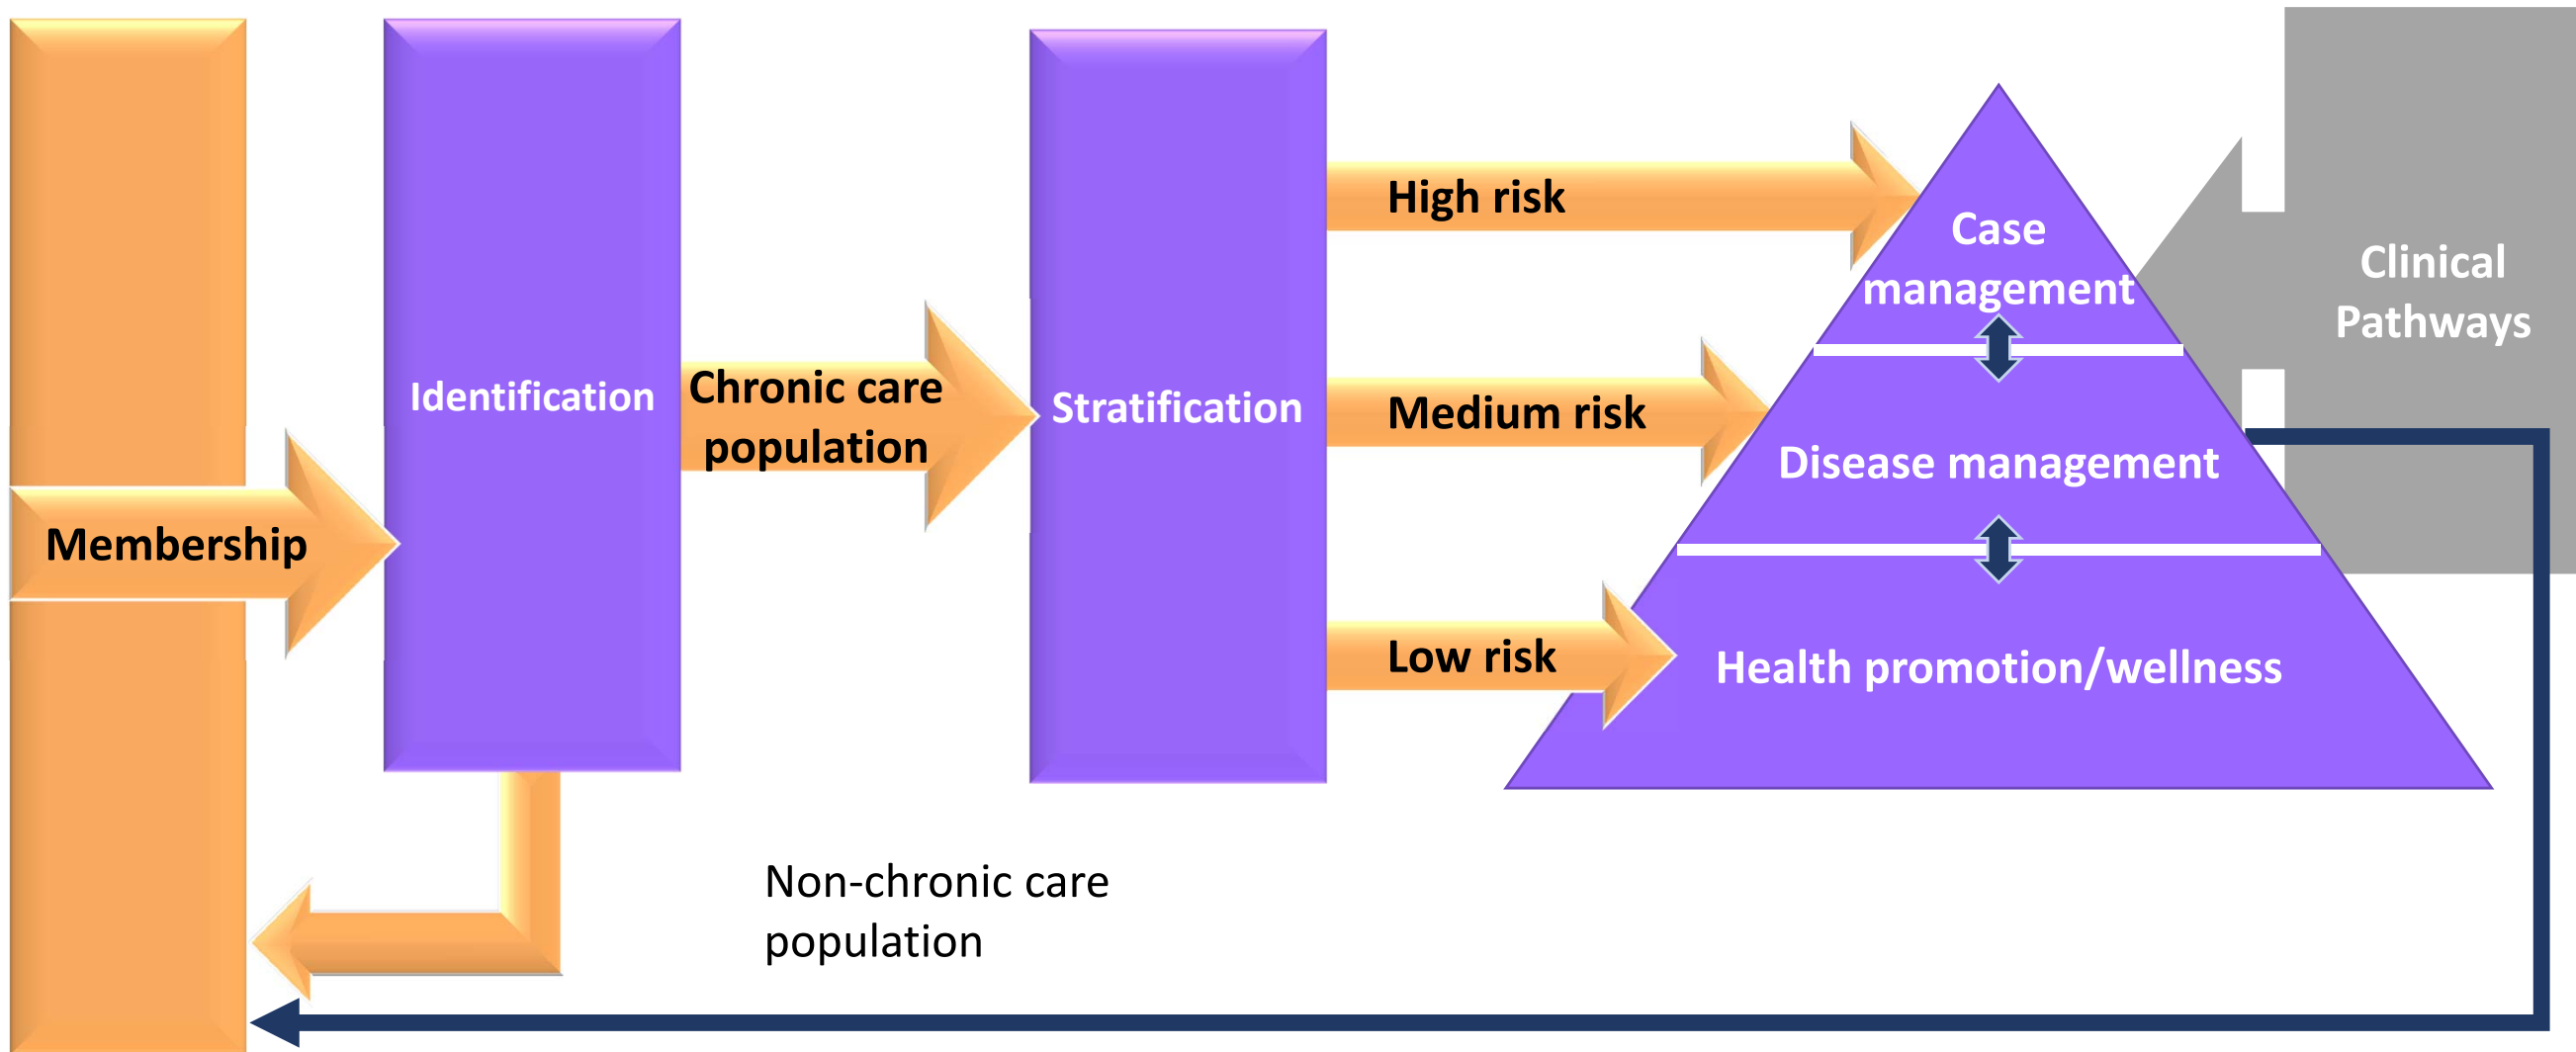 Membership
Identification
Chronic care
population
Stratification
High risk
Medium risk
Low risk
Case
management
Disease management
Health promotion/wellness
Clinical
Pathways
Non-chronic care
population